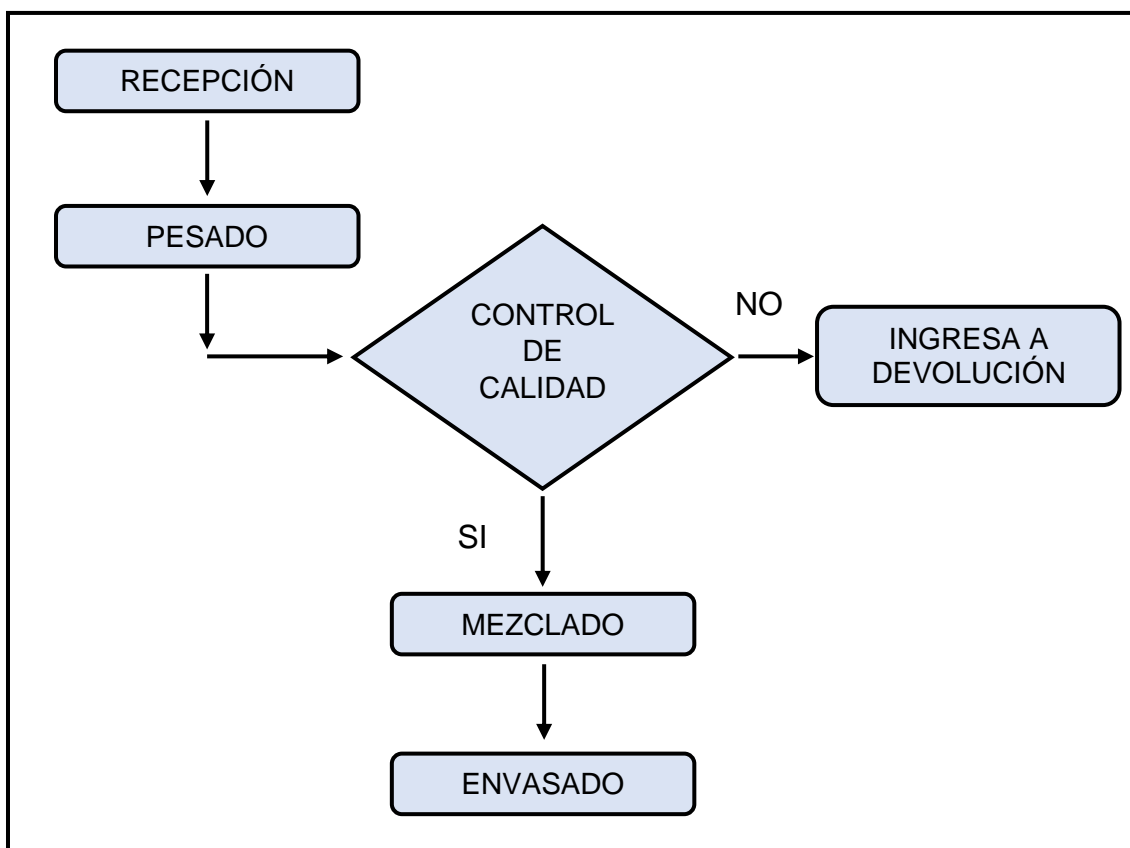 RECEPCIÓN
PESADO
CONTROL
DE
CALIDAD
NO
INGRESA A
DEVOLUCIÓN
SI
MEZCLADO
ENVASADO